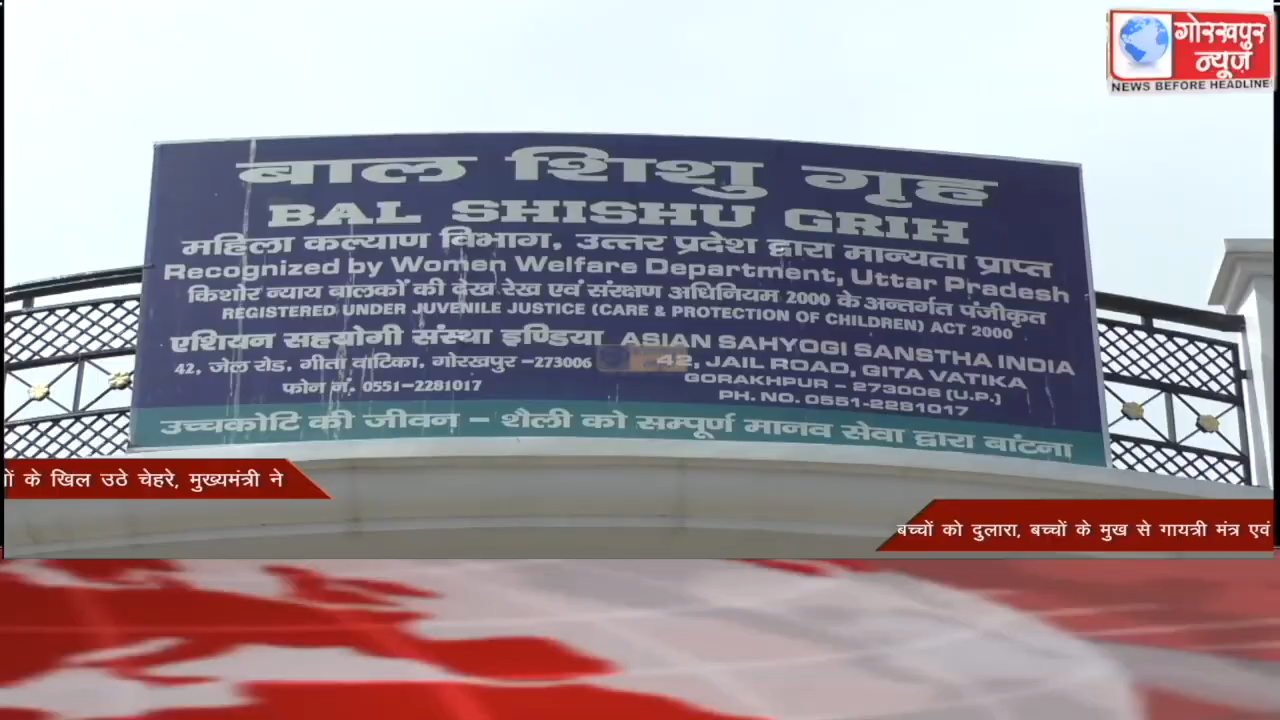 गोरखपुर
न्यूज़
NEWS BEFORE HEADLINE
बाल शिशु गृह
BAL SHISHU GRIH
महिला कल्याण विभाग, उत्तर प्रदेश द्वारा मान्यता प्राप्त
Recognized by Women Welfare Department, Uttar Pradesh
किशोर न्याय बालकों की देख रेख एवं संरक्षण अधिनियम 2000 के अन्तर्गत पंजीकृत
REGISTERED UNDER JUVENILE JUSTICE (CARE & PROTECTION OF CHILDREN) ACT 2000
एशियन सहयोगी संस्था इण्डिया
42, जेल रोड, गीता वाटिका, गोरखपुर -273006
फोन नं. 0551-2281017
ASIAN SAHYOGI SANSTHA INDIA
42, JAIL ROAD, GITA VATIKA
GORAKHPUR - 273006 (U.P.)
PH. NO. 0551-2281017
उच्चकोटि की जीवन - शैली को सम्पूर्ण मानव सेवा द्वारा बांटना
के खिल उठे चेहरे, मुख्यमंत्री ने
बच्चों को दुलारा, बच्चों के मुख से गायत्री मंत्र एवं